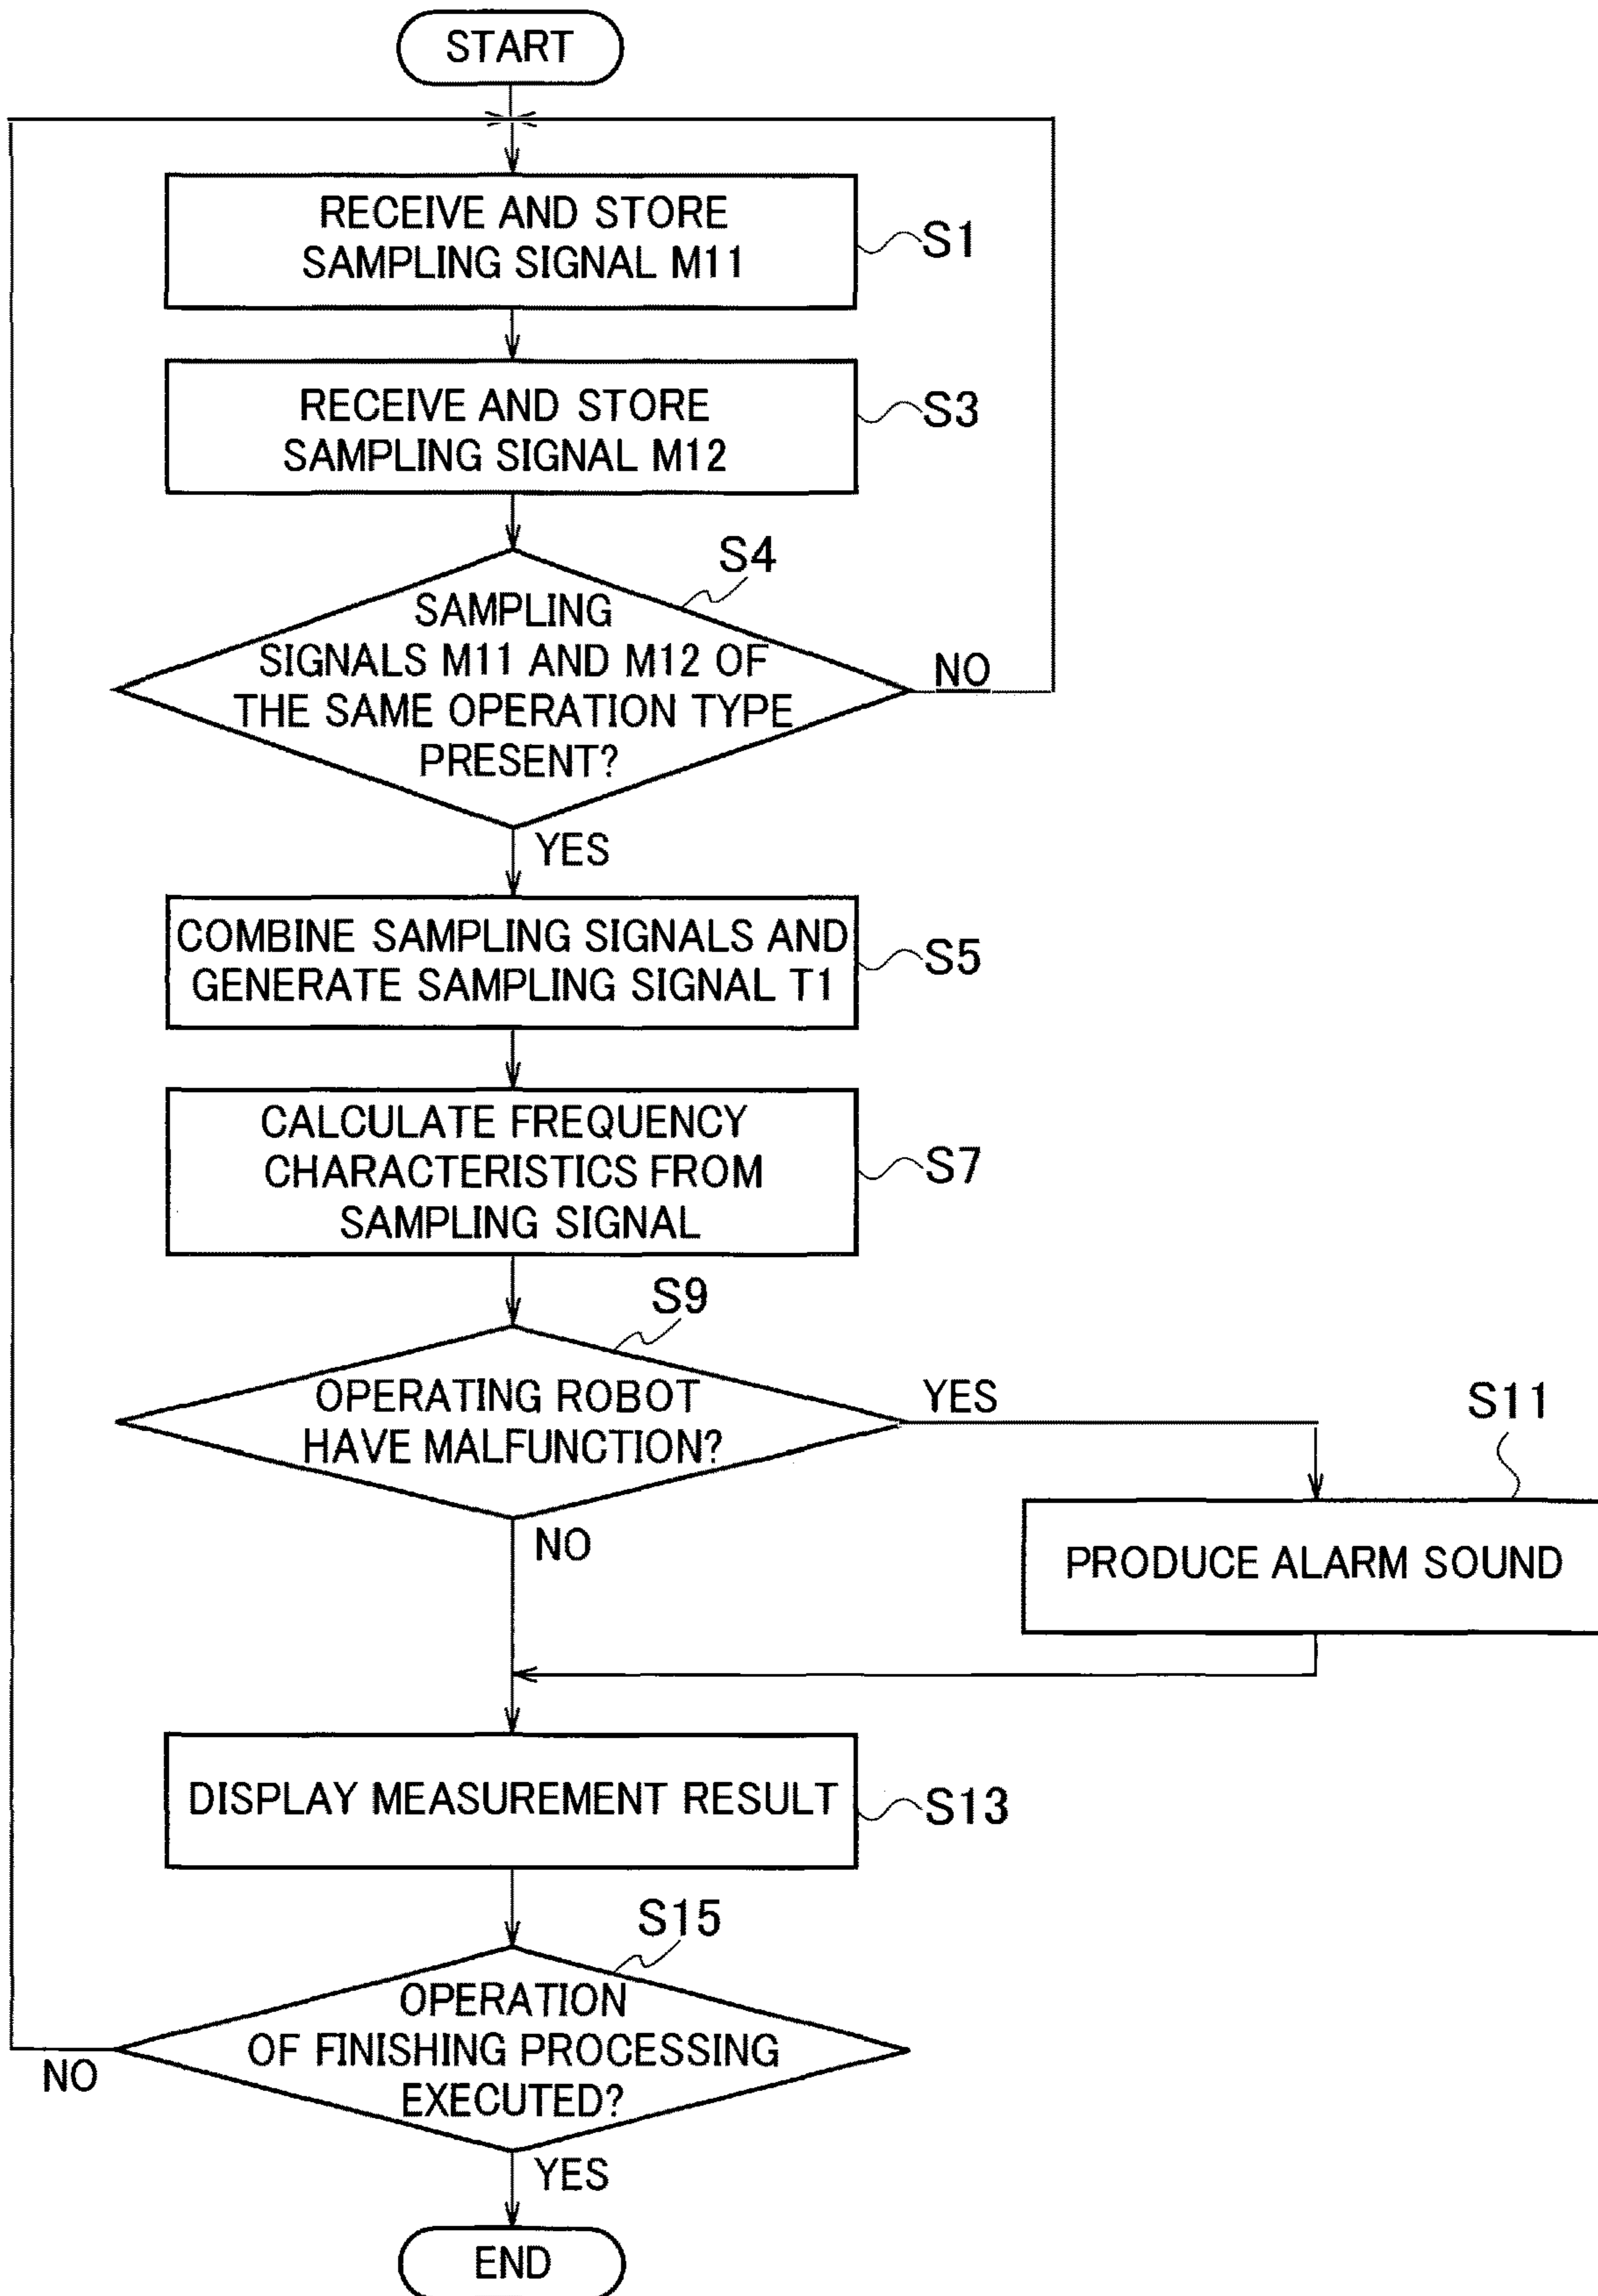 START
RECEIVE AND STORE
SAMPLING SIGNAL M11
S1
RECEIVE AND STORE
SAMPLING SIGNAL M12
S3
S4
SAMPLING
SIGNALS M11 AND M12 OF
THE SAME OPERATION TYPE
PRESENT?
NO
YES
COMBINE SAMPLING SIGNALS AND
GENERATE SAMPLING SIGNAL T1
S5
CALCULATE FREQUENCY
CHARACTERISTICS FROM
SAMPLING SIGNAL
S7
S9
OPERATING ROBOT
HAVE MALFUNCTION?
YES
S11
NO
PRODUCE ALARM SOUND
DISPLAY MEASUREMENT RESULT
S13
S15
OPERATION
OF FINISHING PROCESSING
EXECUTED?
NO
YES
END